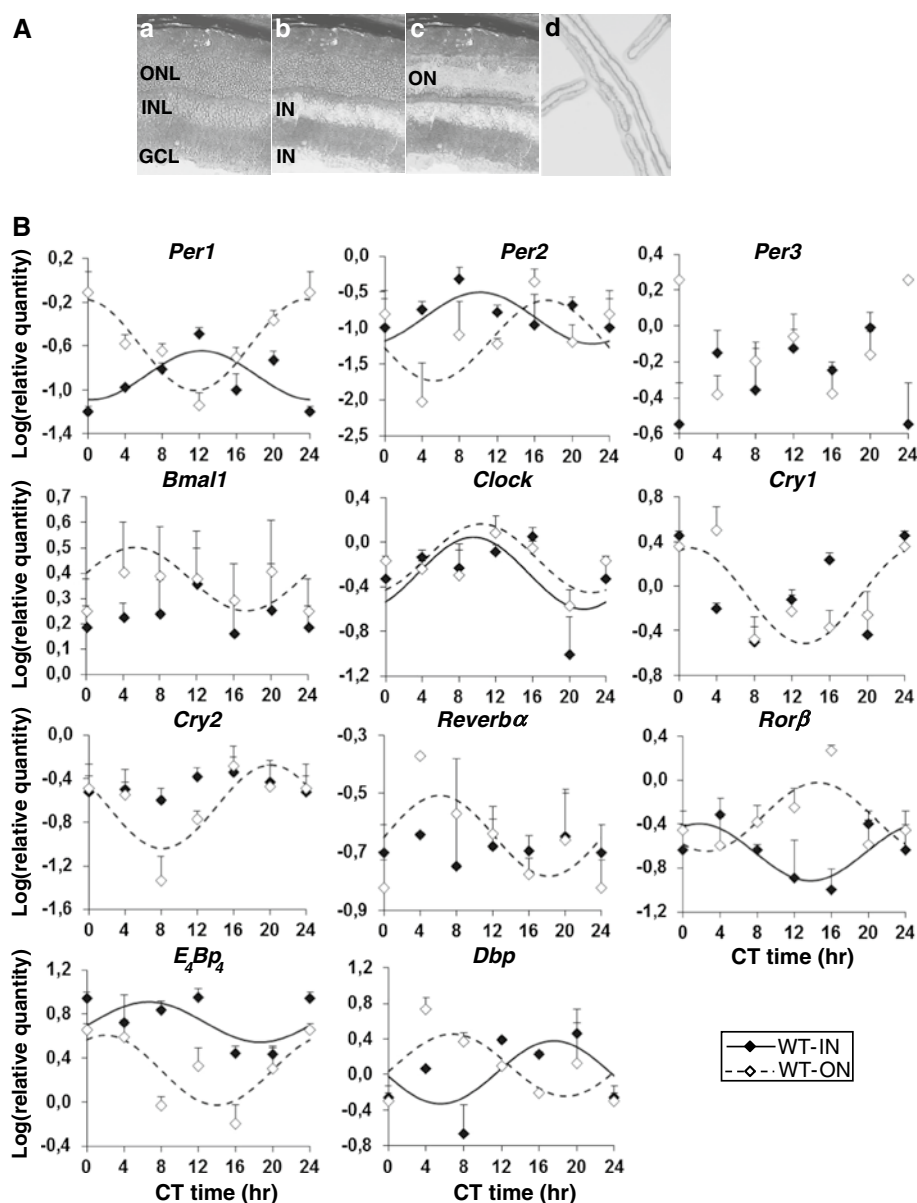 A
a
b
c
d
ONL
INL
GCL
IN
IN
ON
B
Per1
Log(relative quantity)
0,2
-0,2
-0,6
-1,0
-1,4
0 4 8 12 16 20 24
Per2
0,0
-0,5
-1,0
-1,5
-2,0
-2,5
0 4 8 12 16 20 24
Per3
0,4
0,2
0,0
-0,2
-0,4
-0,6
0 4 8 12 16 20 24
Bmal1
Log(relative quantity)
0,7
0,6
0,5
0,4
0,3
0,2
0,1
0,0
0 4 8 12 16 20 24
Clock
0,4
0,0
-0,4
-0,8
-1,2
0 4 8 12 16 20 24
Cry1
0,8
0,4
0,0
-0,4
-0,8
0 4 8 12 16 20 24
Cry2
Log(relative quantity)
0,0
-0,4
-0,8
-1,2
-1,6
0 4 8 12 16 20 24
Reverbα
-0,3
-0,5
-0,7
-0,9
0 4 8 12 16 20 24
Rorβ
0,4
0,0
-0,4
-0,8
-1,2
0 4 8 12 16 20 24
CT time (hr)
E4Bp4
Log(relative quantity)
1,2
0,8
0,4
0,0
-0,4
0 4 8 12 16 20 24
CT time (hr)
Dbp
1,2
0,8
0,4
0,0
-0,4
-0,8
0 4 8 12 16 20 24
CT time (hr)
WT-IN
WT-ON